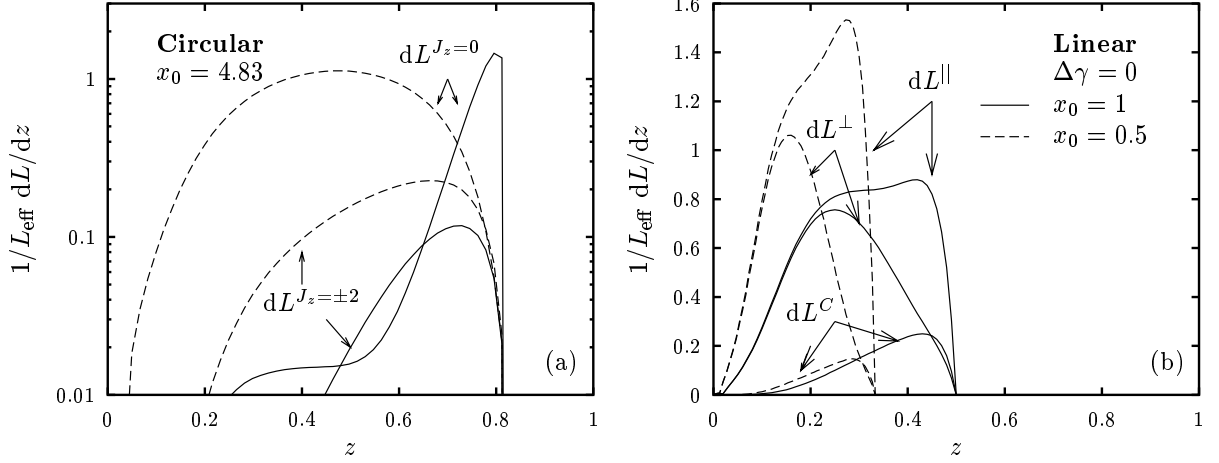 Circular
x₀ = 4.83
dL^{J_z=0}
dL^{J_z=±2}
(a)
1/L_eff dL/dz
1
0.1
0.01
0 0.2 0.4 0.6 0.8 1
z
Linear
Δγ = 0
x₀ = 1
x₀ = 0.5
dL^{||}
dL^⊥
dL^C
(b)
1/L_eff dL/dz
1.6
1.4
1.2
1
0.8
0.6
0.4
0.2
0
0 0.2 0.4 0.6 0.8 1
z